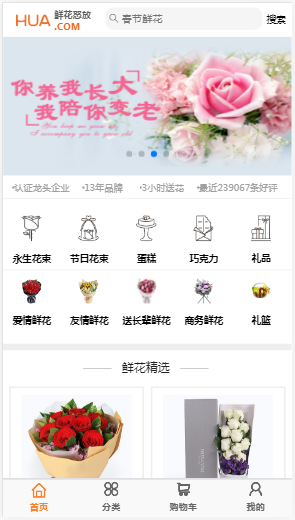 HUA 鲜花怒放
.COM
春节鲜花
搜索
你养我长大
我陪你变老
You keep me grow up
I accompany you to grow old
认证龙头企业 13年品牌 3小时送花 最近239067条好评
永生花束 节日花束 蛋糕 巧克力 礼品
爱情鲜花 友情鲜花 送长辈鲜花 商务鲜花 礼篮
鲜花精选
首页 分类 购物车 我的